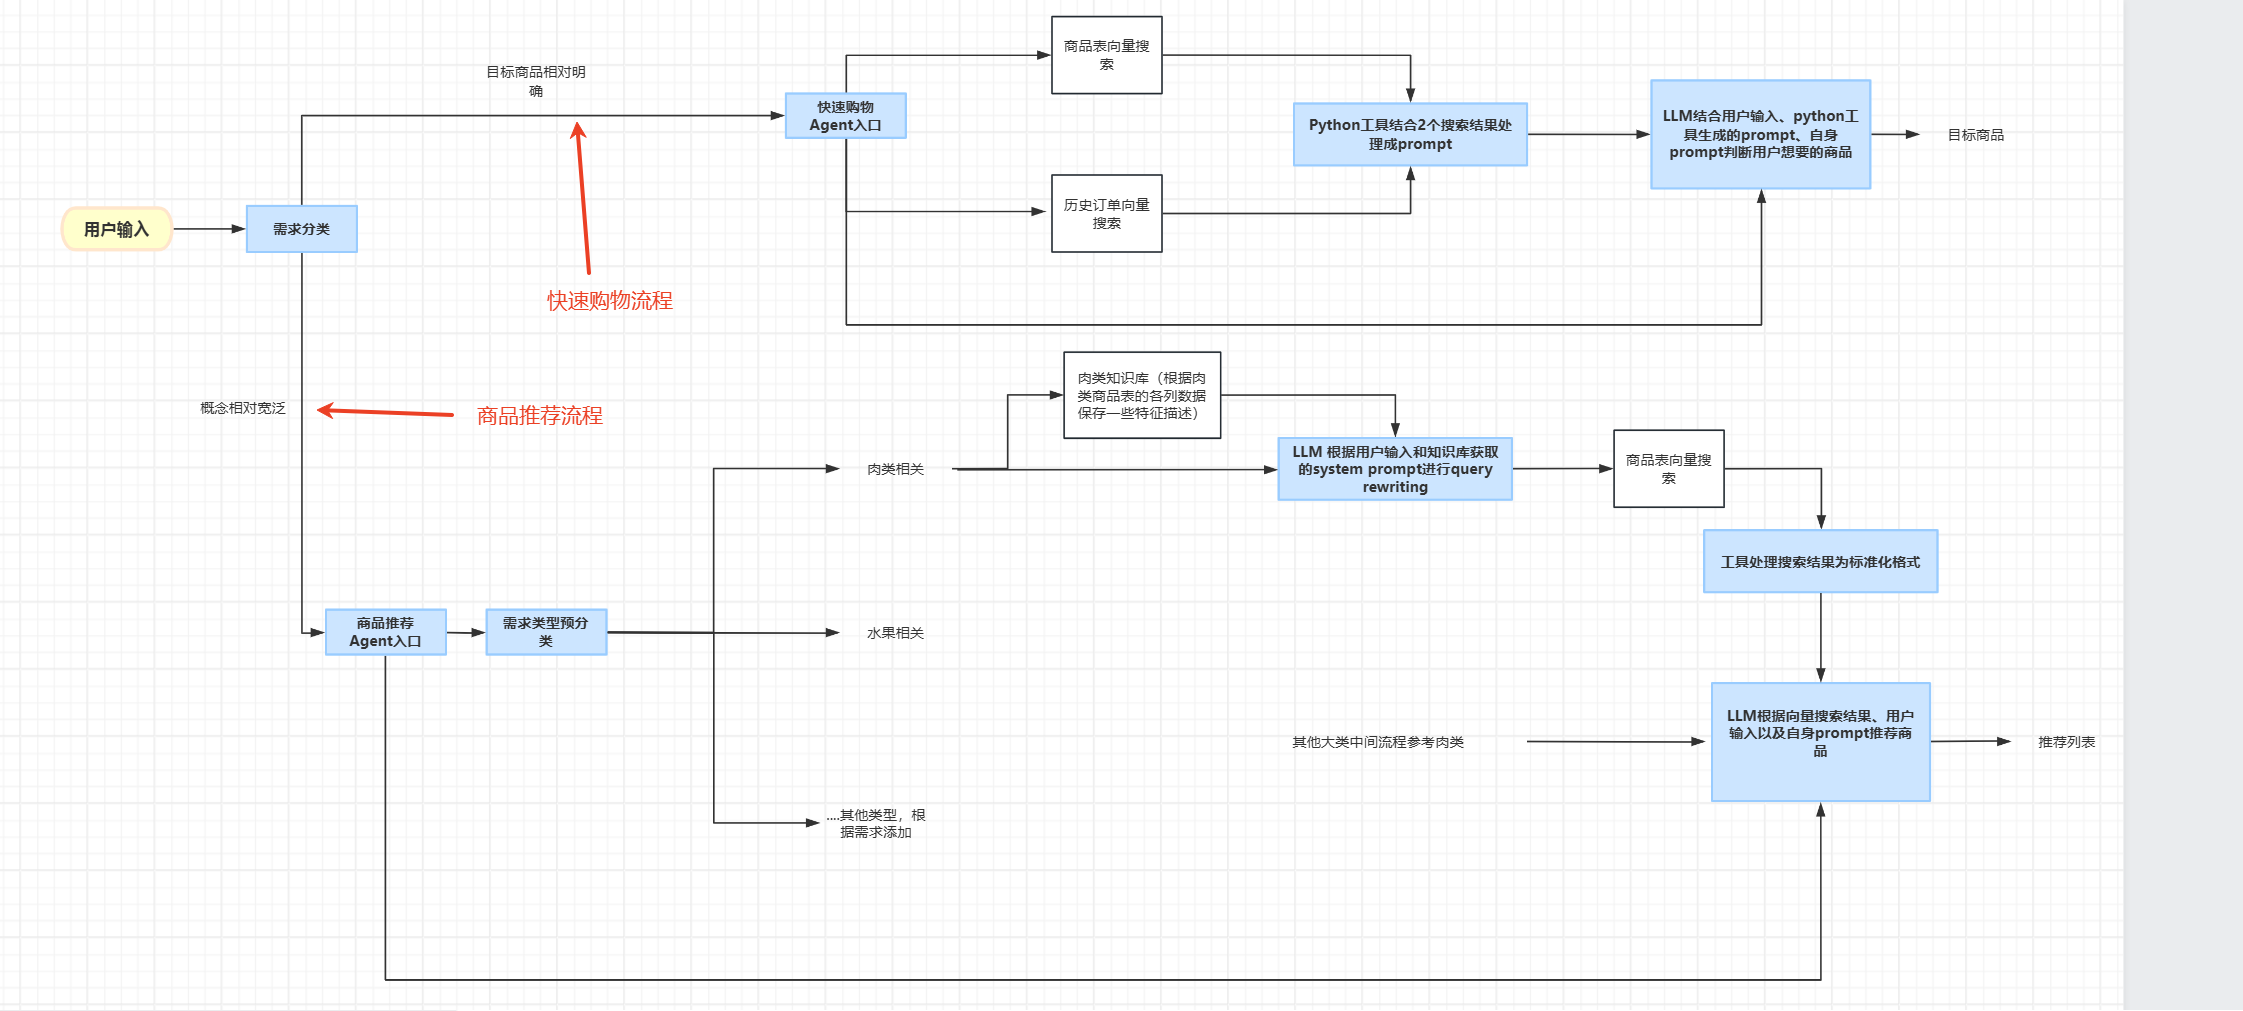 商品表向量搜
索
目标商品相对明
确
快速购物
Agent入口
Python工具结合2个搜索结果处
理成prompt
LLM结合用户输入、python工
具生成的prompt、自身
prompt判断用户想要的商品
目标商品
历史订单向量
搜索
用户输入
需求分类
快速购物流程
肉类知识库（根据肉
类商品表的各列数据
保存一些特征描述）
概念相对宽泛
商品推荐流程
肉类相关
LLM 根据用户输入和知识库获取
的system prompt进行query
rewriting
商品表向量搜
索
工具处理搜索结果为标准化格式
商品推荐
Agent入口
需求类型预分
类
水果相关
LLM根据向量搜索结果、用户
输入以及自身prompt推荐商
品
其他大类中间流程参考肉类
推荐列表
....其他类型，根
据需求添加